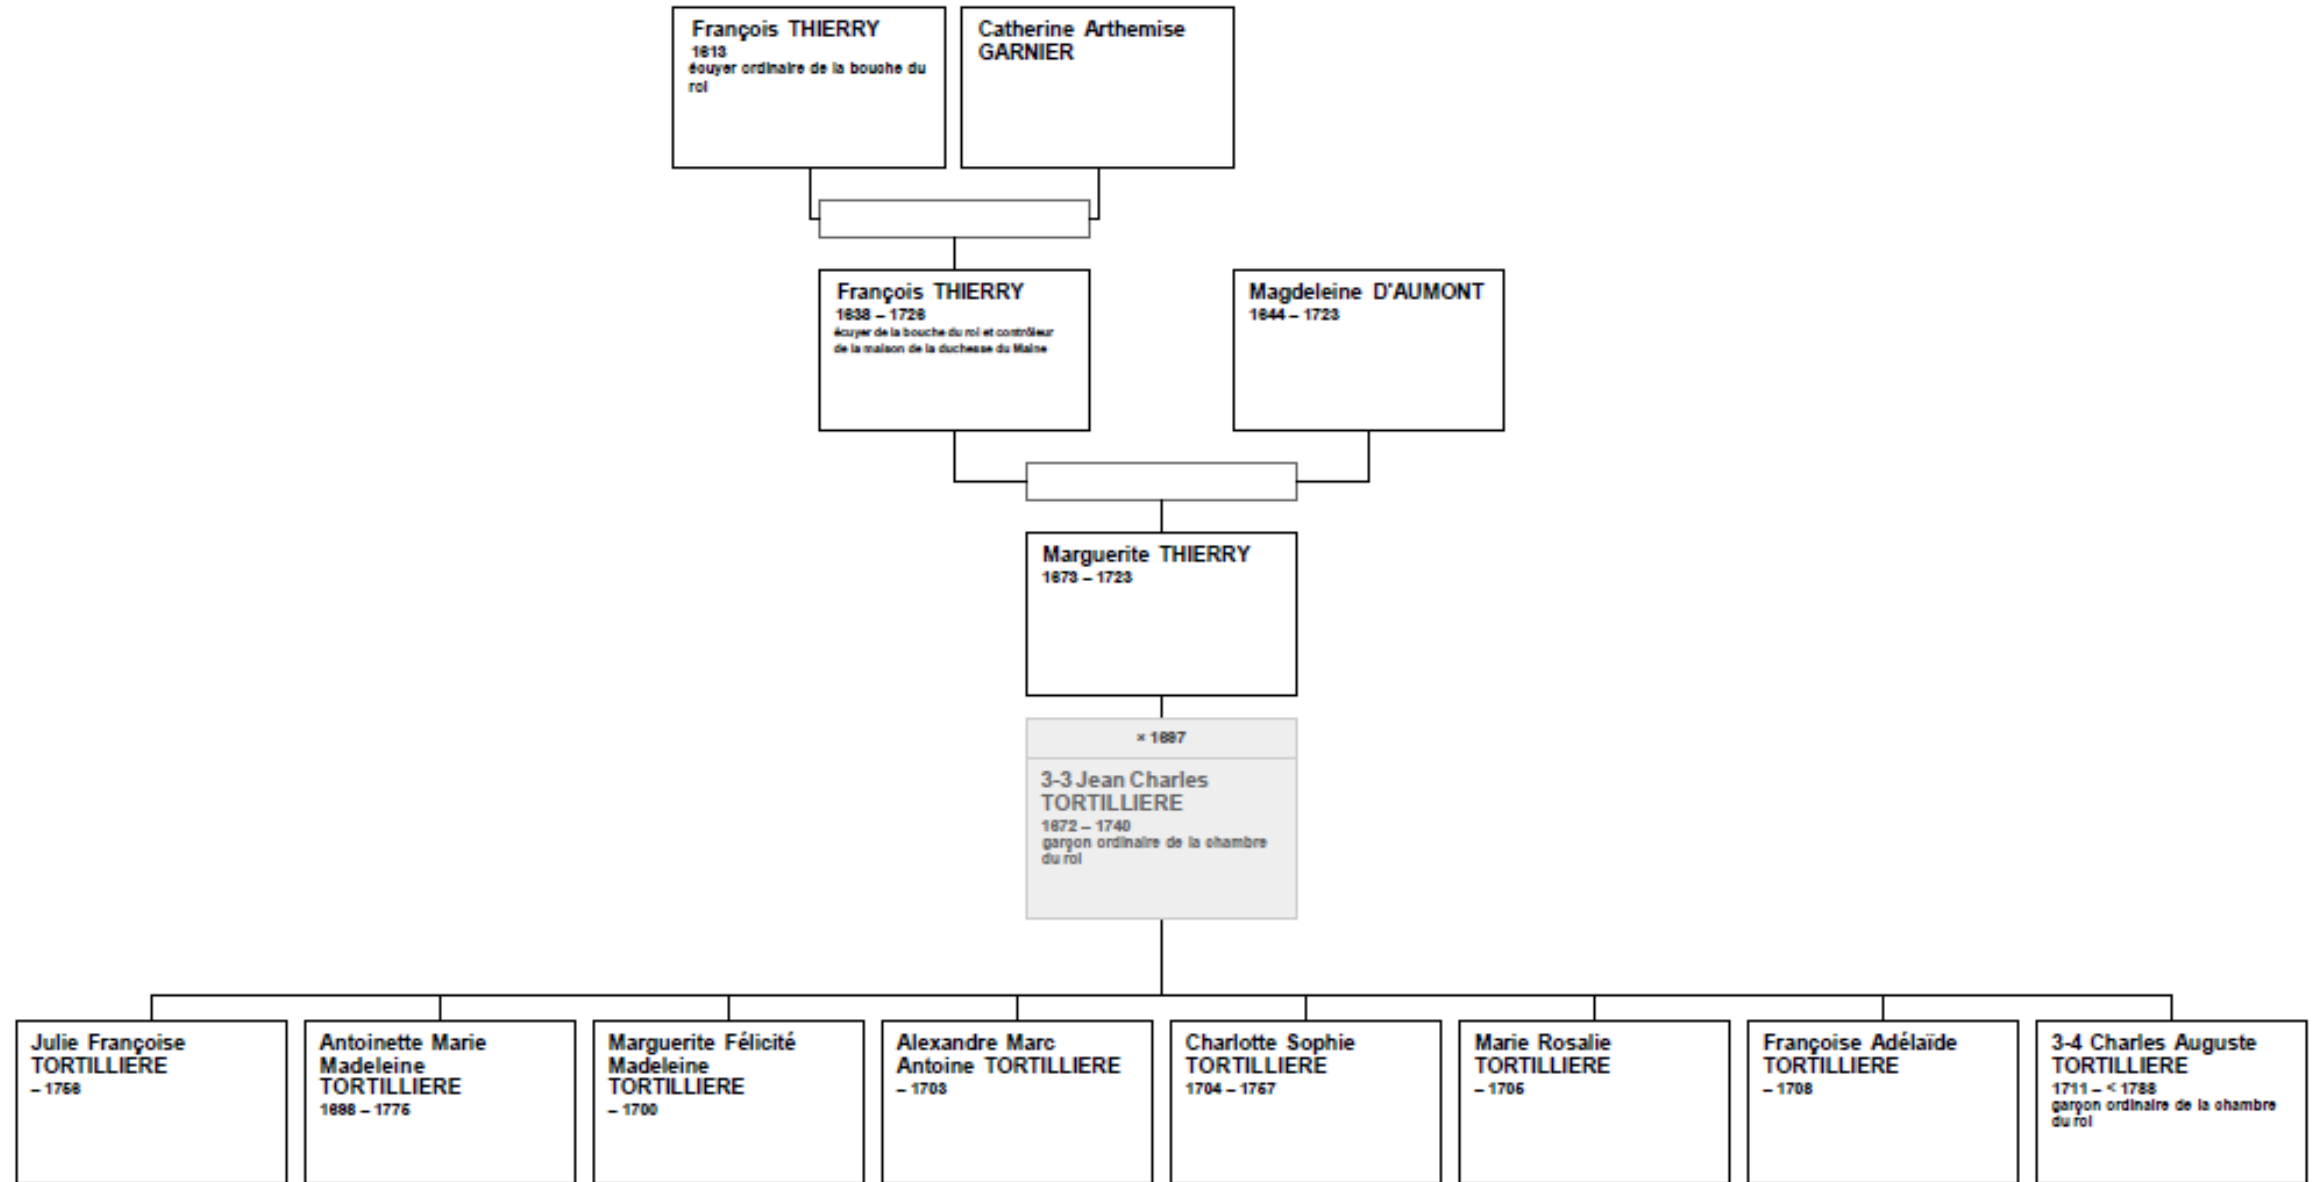 François THIERRY
1613
écuyer ordinaire de la bouche du
roi
Catherine Arthemise
GARNIER
François THIERRY
1638 – 1726
écuyer de la bouche du roi et contrôleur
de la maison de la duchesse du Maine
Magdeleine D'AUMONT
1644 – 1723
Marguerite THIERRY
1673 – 1723
× 1697
3-3 Jean Charles
TORTILLIERE
1672 – 1740
garçon ordinaire de la chambre
du roi
Julie Françoise
TORTILLIERE
– 1756
Antoinette Marie
Madeleine
TORTILLIERE
1698 – 1775
Marguerite Félicité
Madeleine
TORTILLIERE
– 1700
Alexandre Marc
Antoine TORTILLIERE
– 1703
Charlotte Sophie
TORTILLIERE
1704 – 1757
Marie Rosalie
TORTILLIERE
– 1705
Françoise Adélaïde
TORTILLIERE
– 1708
3-4 Charles Auguste
TORTILLIERE
1711 – < 1788
garçon ordinaire de la chambre
du roi